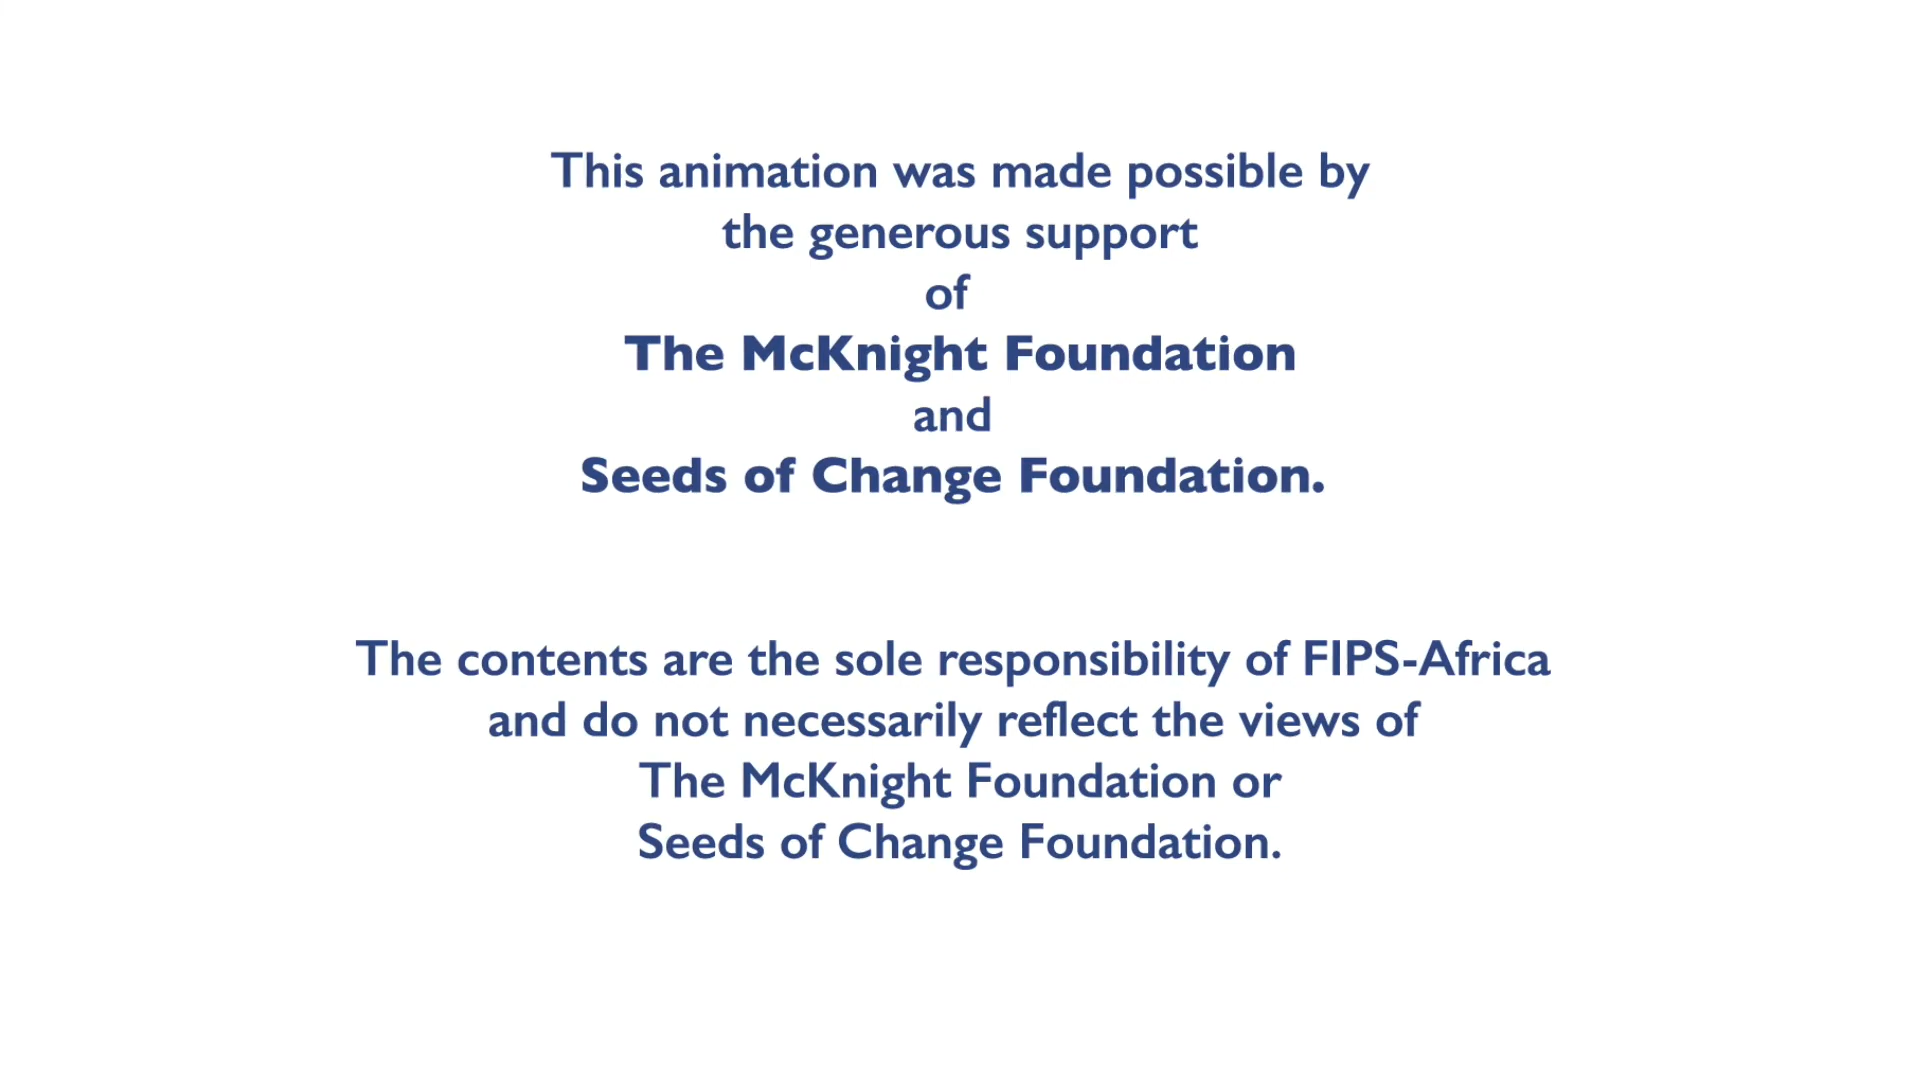 This animation was made possible by
the generous support
of
The McKnight Foundation
and
Seeds of Change Foundation.
The contents are the sole responsibility of FIPS-Africa
and do not necessarily reflect the views of
The McKnight Foundation or
Seeds of Change Foundation.